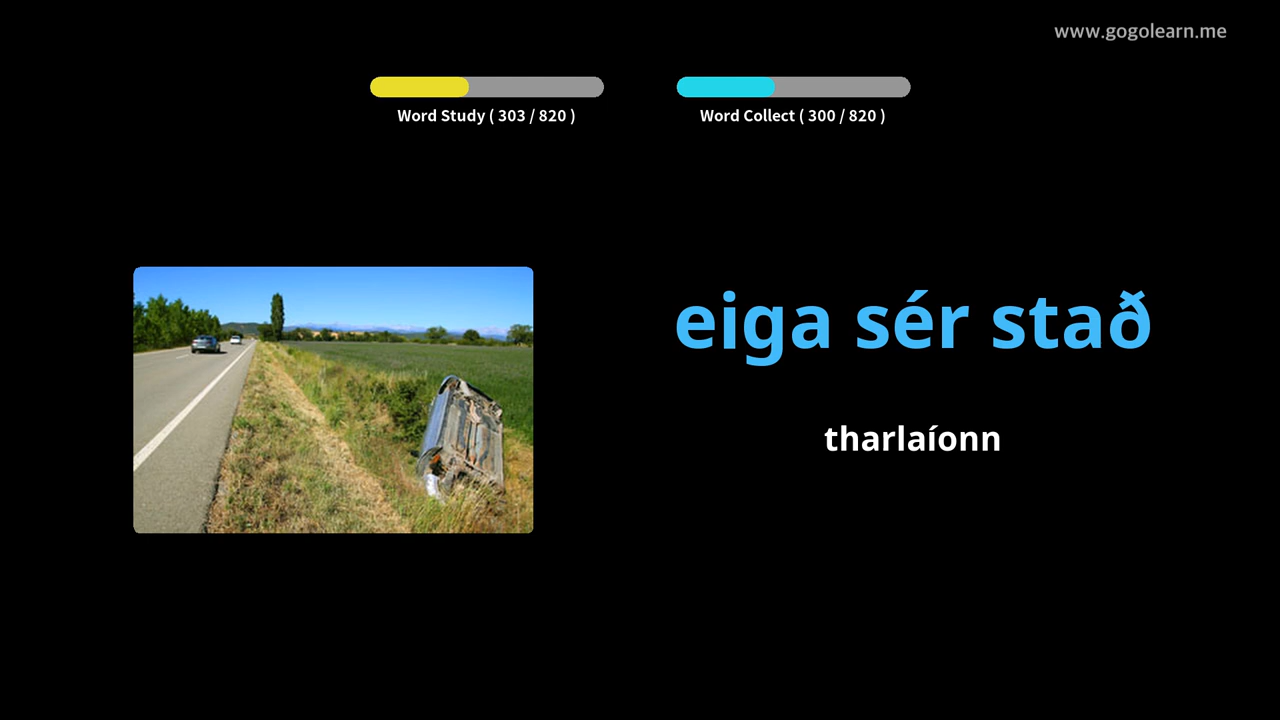 www.gogolearn.me
Word Study ( 303 / 820 )
Word Collect ( 300 / 820 )
eiga sér stað
tharlaíonn